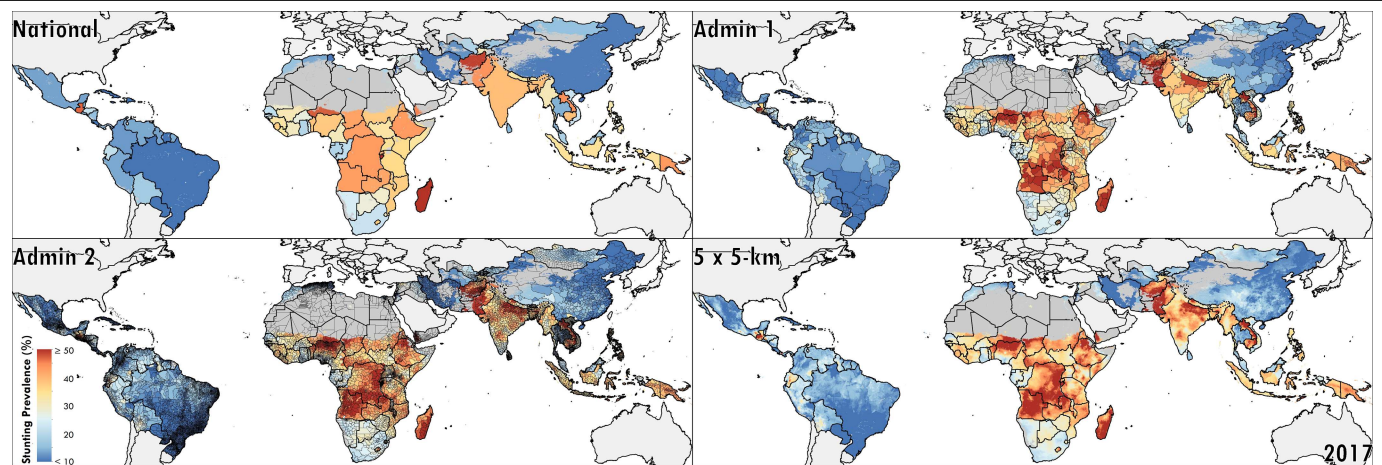 National
Admin 1
Admin 2
5 x 5-km
Stunting Prevalence (%)
≥ 50
40
30
20
< 10
2017